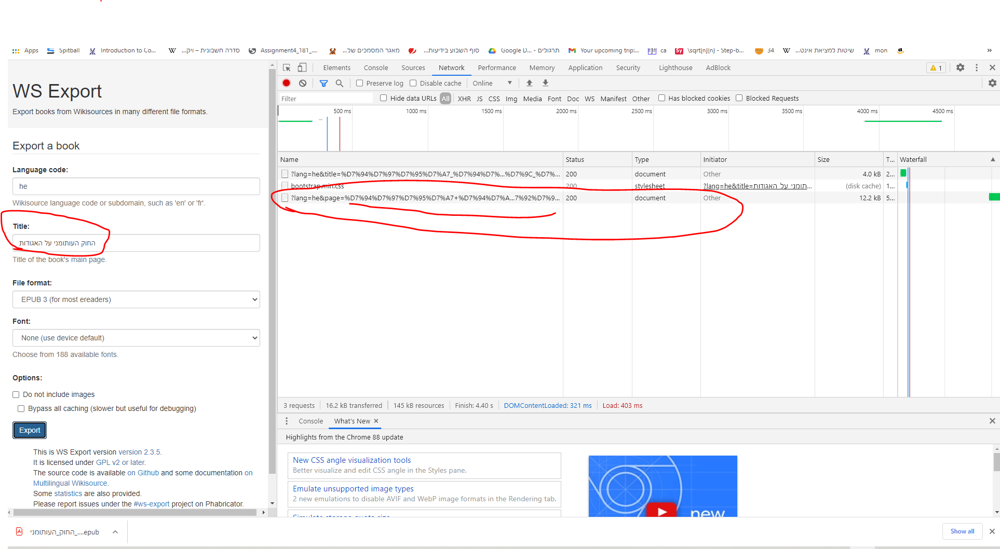 Apps Spitball Introduction to Co... סדרה חשבונית – ויק... Assignment4_181_.... מאגר המסמכים של... סוף השבוע בידיעות... Google D... - תרגולים Your upcoming trip:... ca \sqrt[n]{n} - Step-b... 34 שיטות למציאת אינט... mon »
WS Export
Export books from Wikisources in many different file formats.
Export a book
Language code:
he
Wikisource language code or subdomain, such as 'en' or 'fr'.
Title:
החוק העותומני על האגודות
Title of the book's main page.
File format:
EPUB 3 (for most ereaders)
Font:
None (use device default)
Choose from 188 available fonts.
Options:
Do not include images
Bypass all caching (slower but useful for debugging)
Export
This is WS Export version version 2.3.5.
It is licensed under GPL v2 or later.
The source code is available on Github and some documentation on
Multilingual Wikisource.
Some statistics are also provided.
Please report issues under the #ws-export project on Phabricator.
Elements Console Sources Network Performance Memory Application Security Lighthouse AdBlock 1
Preserve log Disable cache Online
Filter Hide data URLs All XHR JS CSS Img Media Font Doc WS Manifest Other Has blocked cookies Blocked Requests
500 ms 1000 ms 1500 ms 2000 ms 2500 ms 3000 ms 3500 ms 4000 ms 4500 ms
Name Status Type Initiator Size T... Waterfall
?lang=he&title=%D7%94%D7%97%D7%95%D7%A7_%D7%94%D7%...%D7%9C_%D7%... 200 document Other 4.0 kB 2...
bootstrap.min.css 200 stylesheet ?lang=he&title=תומני על האגודות... (disk cache) 1...
?lang=he&page=%D7%94%D7%97%D7%95%D7%A7+%D7%94%D7%A...7%92%D7%9... 200 document Other 12.2 kB 5...
3 requests 16.2 kB transferred 145 kB resources Finish: 4.40 s DOMContentLoaded: 321 ms Load: 403 ms
Console What's New
Highlights from the Chrome 88 update
New CSS angle visualization tools
Better visualize and edit CSS angle in the Styles pane.
Emulate unsupported image types
2 new emulations to disable AVIF and WebP image formats in the Rendering tab.
Simulate storage quota size
new
החוק_העותומני_....epub Show all